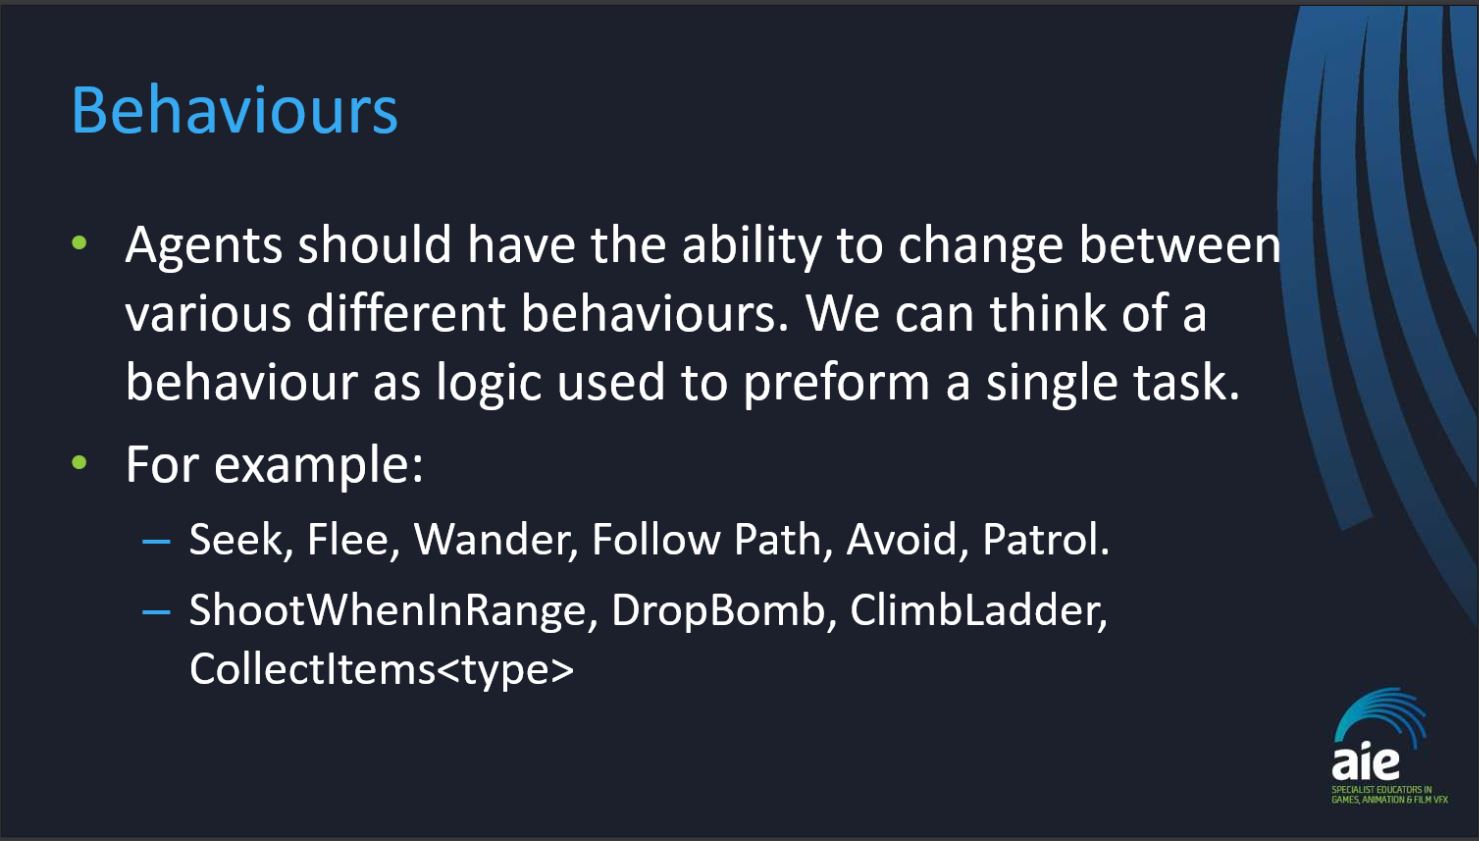 Behaviours
• Agents should have the ability to change between
various different behaviours. We can think of a
behaviour as logic used to preform a single task.
• For example:
– Seek, Flee, Wander, Follow Path, Avoid, Patrol.
– ShootWhenInRange, DropBomb, ClimbLadder,
CollectItems<type>
aie
SPECIALIST EDUCATORS IN
GAMES, ANIMATION & FILM VFX